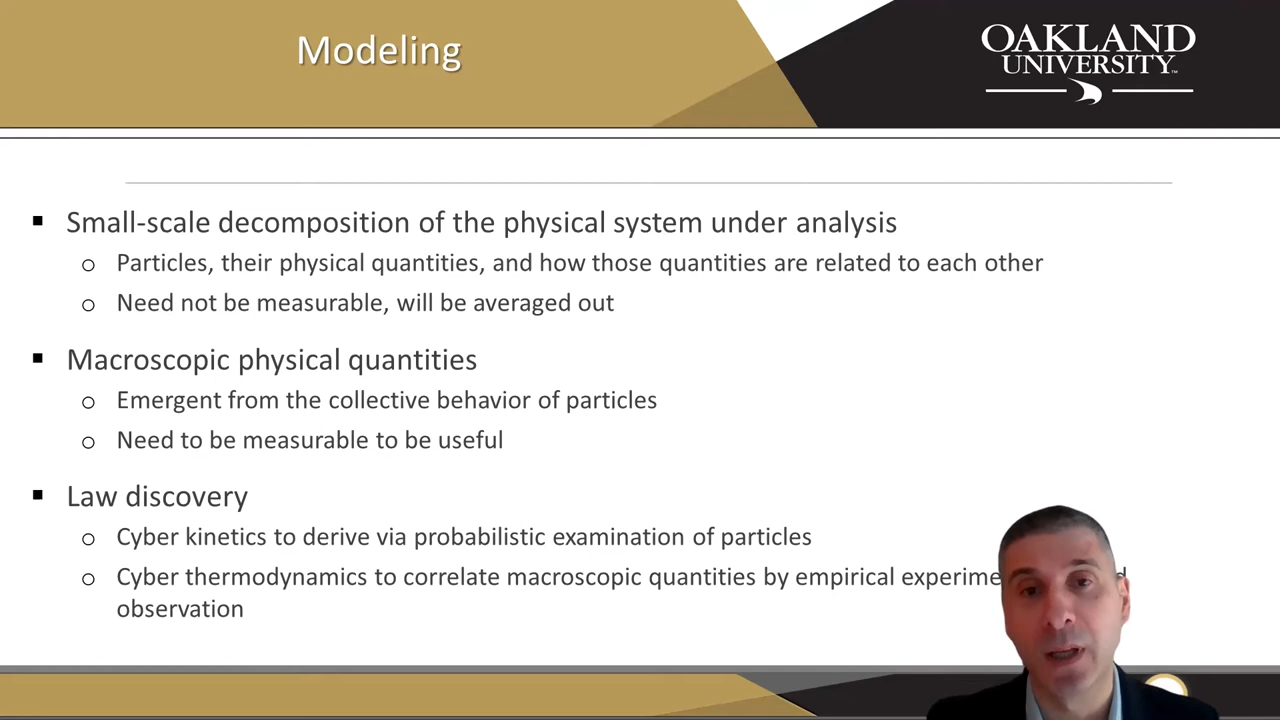 Modeling
OAKLAND
UNIVERSITY™
▪ Small-scale decomposition of the physical system under analysis
o Particles, their physical quantities, and how those quantities are related to each other
o Need not be measurable, will be averaged out
▪ Macroscopic physical quantities
o Emergent from the collective behavior of particles
o Need to be measurable to be useful
▪ Law discovery
o Cyber kinetics to derive via probabilistic examination of particles
o Cyber thermodynamics to correlate macroscopic quantities by empirical
observation